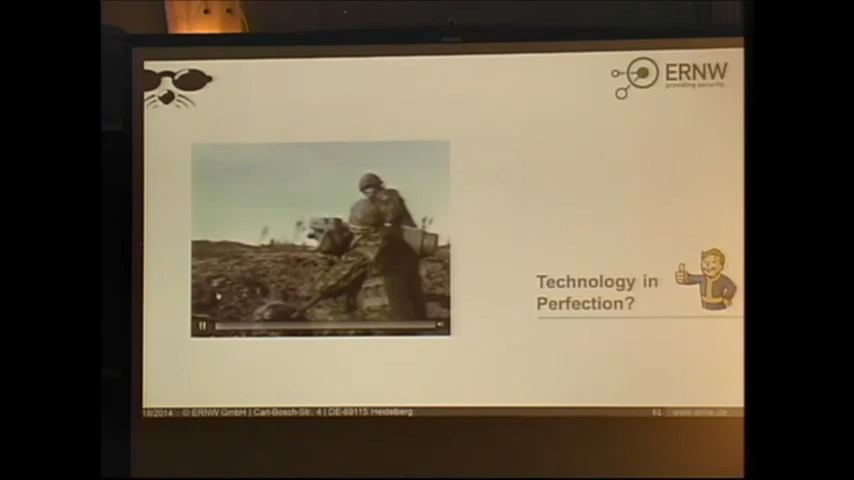 ERNW
providing security.
Technology in
Perfection?
18/2014 © ERNW GmbH | Carl-Bosch-Str. 4 | DE-69115 Heidelberg 61 www.ernw.de